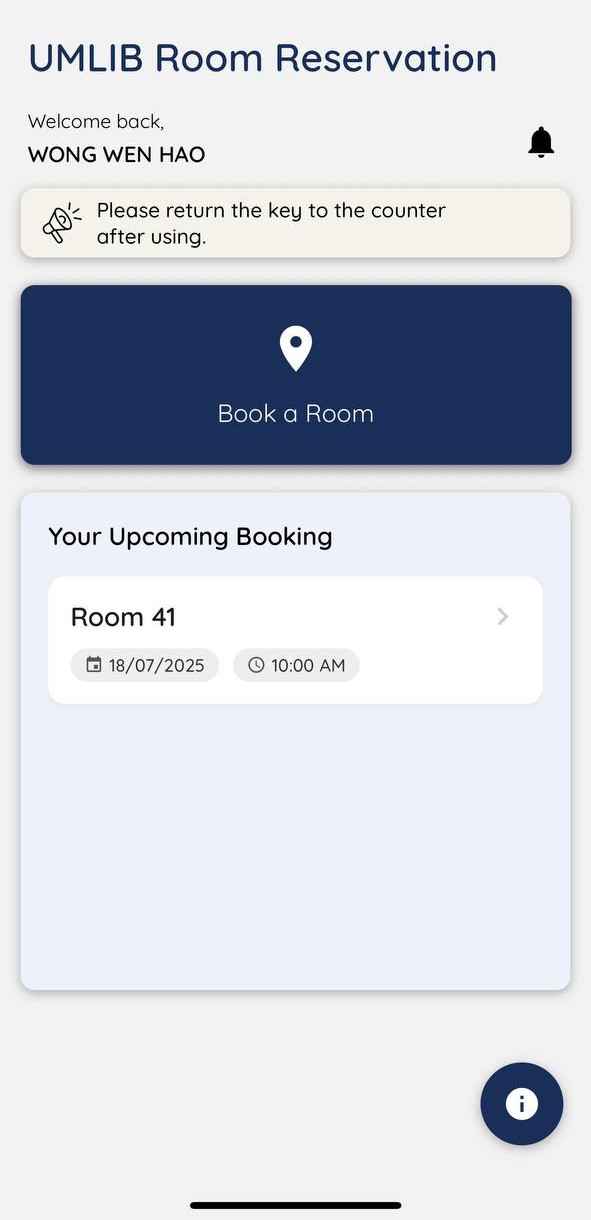 UMLIB Room Reservation
Welcome back,
WONG WEN HAO
Please return the key to the counter
after using.
Book a Room
Your Upcoming Booking
Room 41
18/07/2025 10:00 AM